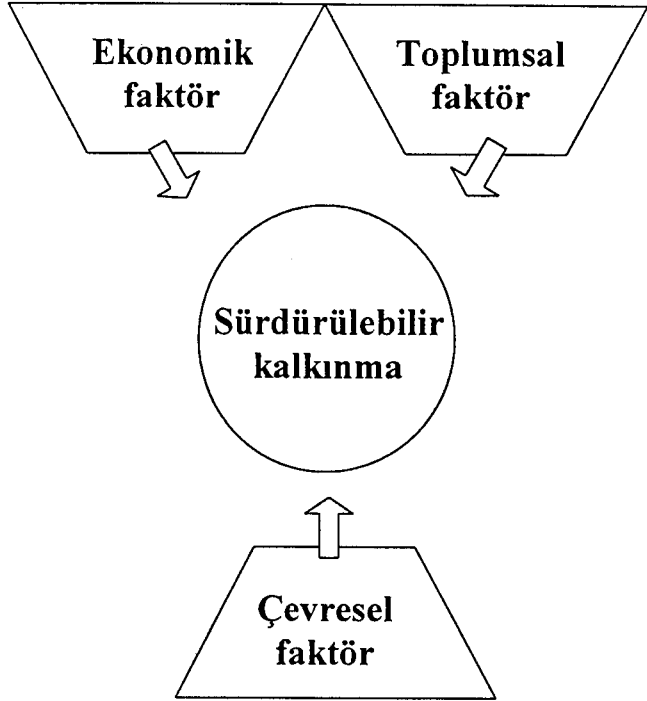 Ekonomik
faktör
Toplumsal
faktör
Sürdürülebilir
kalkınma
Çevresel
faktör